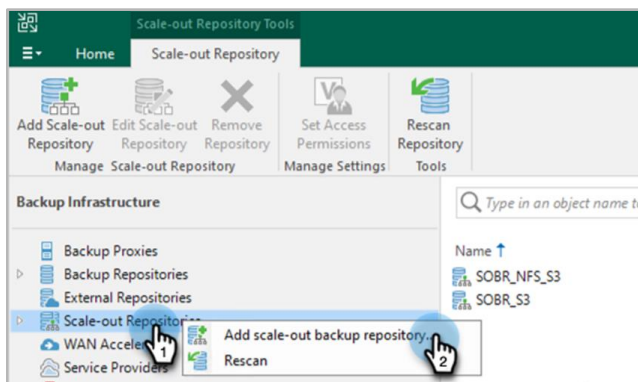 Scale-out Repository Tools
Home Scale-out Repository
Add Scale-out Edit Scale-out Remove Set Access Rescan
Repository Repository Repository Permissions Repository
Manage Scale-out Repository Manage Settings Tools
Backup Infrastructure
Type in an object name to
Backup Proxies
Name
Backup Repositories
SOBR_NFS_S3
External Repositories
SOBR_S3
Scale-out Repositories
1
Add scale-out backup repository...
2
WAN Accele
Rescan
Service Providers